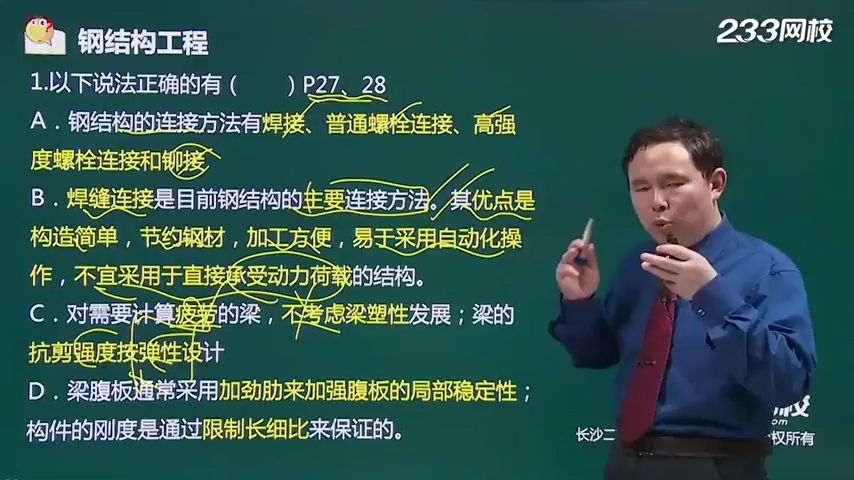 钢结构工程
233网校
1.以下说法正确的有（  ）P27、28
A．钢结构的连接方法有焊接、普通螺栓连接、高强
度螺栓连接和铆接
B．焊缝连接是目前钢结构的主要连接方法。其优点是
构造简单，节约钢材，加工方便，易于采用自动化操
作，不宜采用于直接承受动力荷载的结构。
C．对需要计算疲劳的梁，不考虑梁塑性发展；梁的
抗剪强度按弹性设计
D．梁腹板通常采用加劲肋来加强腹板的局部稳定性；
构件的刚度是通过限制长细比来保证的。
校
.com
长沙二 权所有